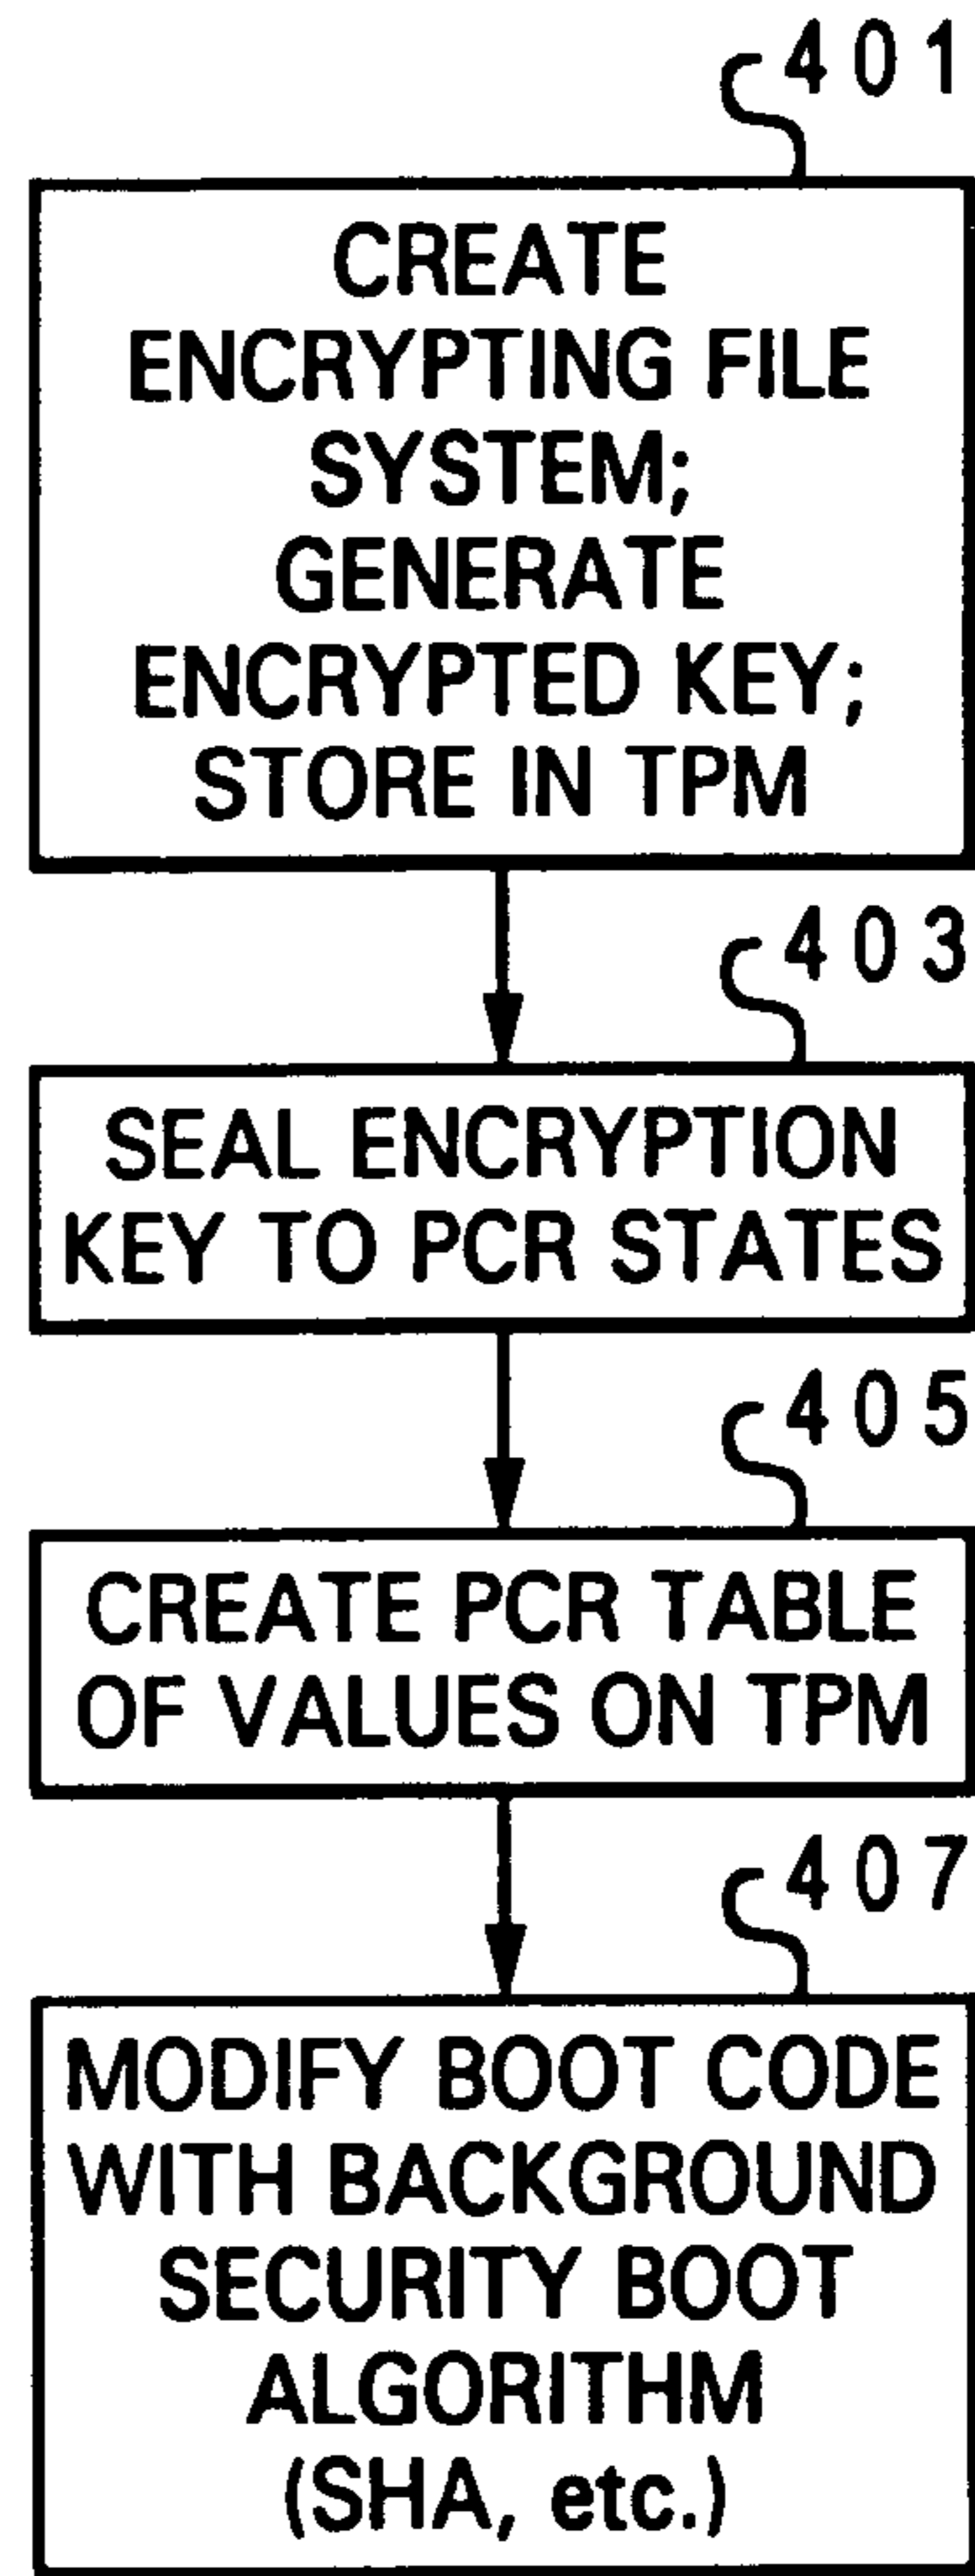 401
CREATE
ENCRYPTING FILE
SYSTEM;
GENERATE
ENCRYPTED KEY;
STORE IN TPM
403
SEAL ENCRYPTION
KEY TO PCR STATES
405
CREATE PCR TABLE
OF VALUES ON TPM
407
MODIFY BOOT CODE
WITH BACKGROUND
SECURITY BOOT
ALGORITHM
(SHA, etc.)